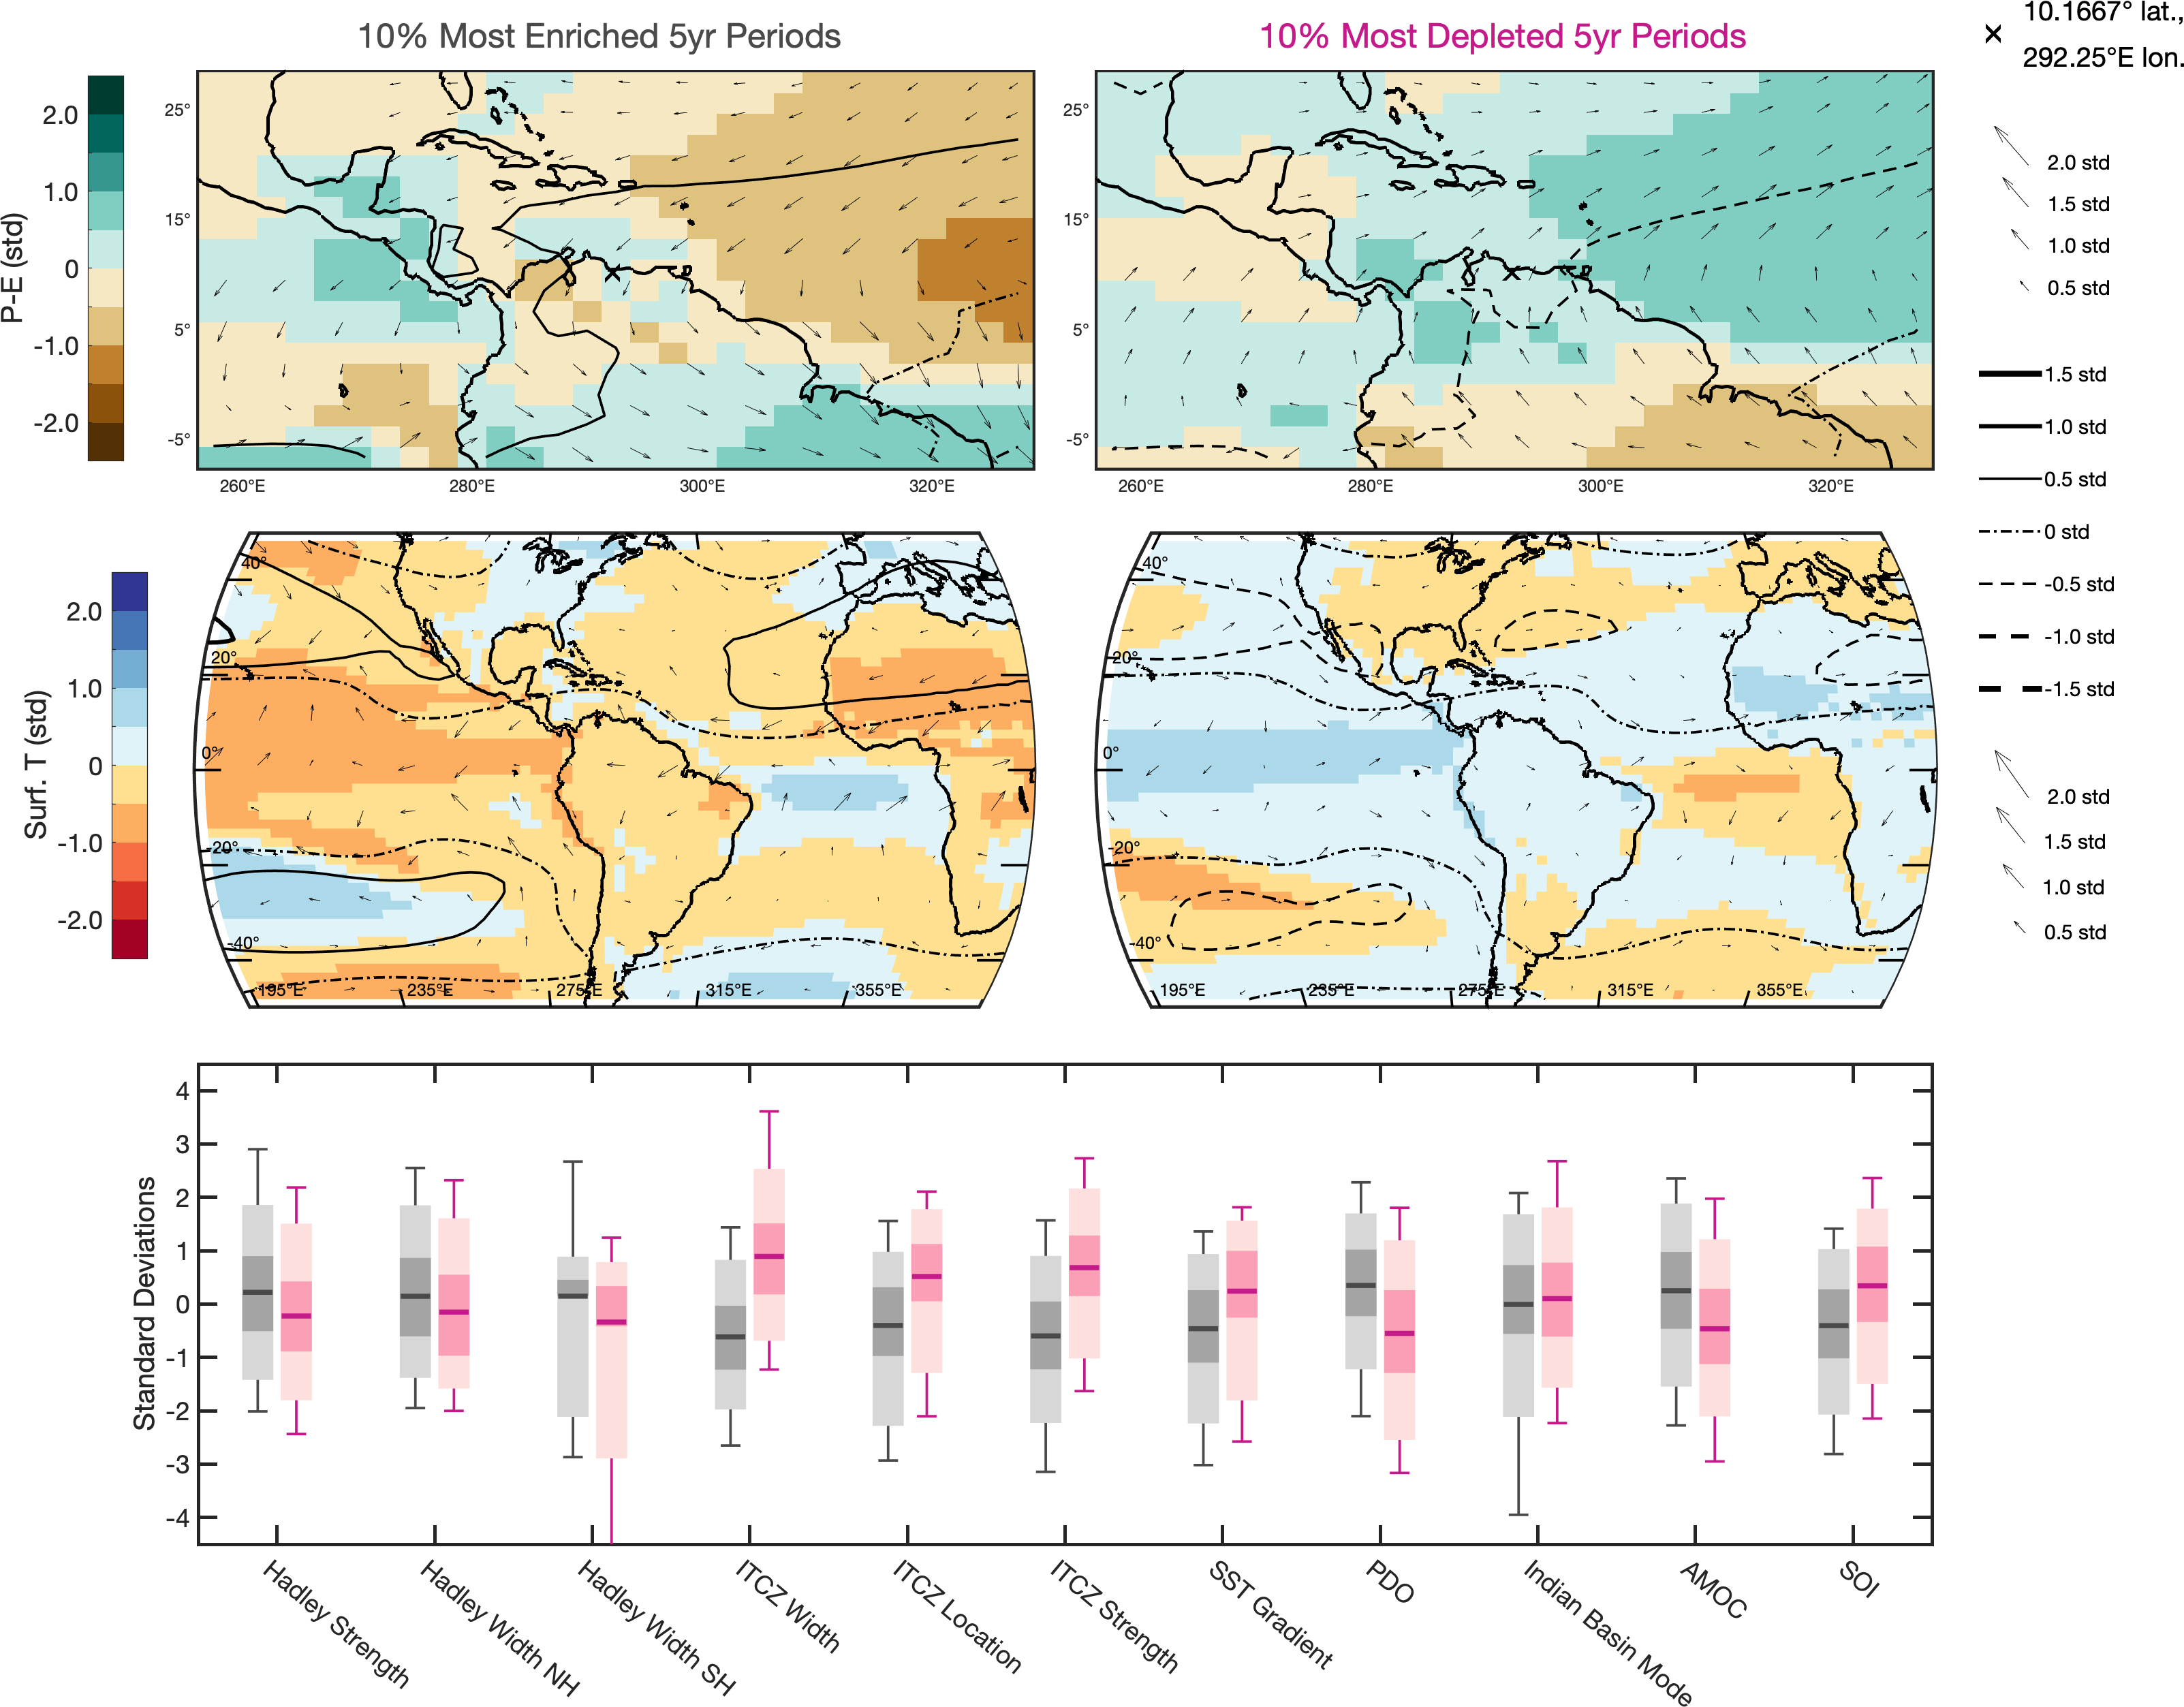 10% Most Enriched 5yr Periods
10% Most Depleted 5yr Periods
10.1667° lat.,
292.25°E lon.
P-E (std)
2.0
1.0
0
-1.0
-2.0
25°
15°
5°
-5°
260°E
280°E
300°E
320°E
25°
15°
5°
-5°
260°E
280°E
300°E
320°E
2.0 std
1.5 std
1.0 std
0.5 std
1.5 std
1.0 std
0.5 std
0 std
-0.5 std
-1.0 std
-1.5 std
Surf. T (std)
2.0
1.0
0
-1.0
-2.0
40°
20°
0°
-20°
-40°
195°E
235°E
275°E
315°E
355°E
40°
20°
0°
-20°
-40°
195°E
235°E
275°E
315°E
355°E
2.0 std
1.5 std
1.0 std
0.5 std
Standard Deviations
4
3
2
1
0
-1
-2
-3
-4
Hadley Strength
Hadley Width NH
Hadley Width SH
ITCZ Width
ITCZ Location
ITCZ Strength
SST Gradient
PDO
Indian Basin Mode
AMOC
SOI